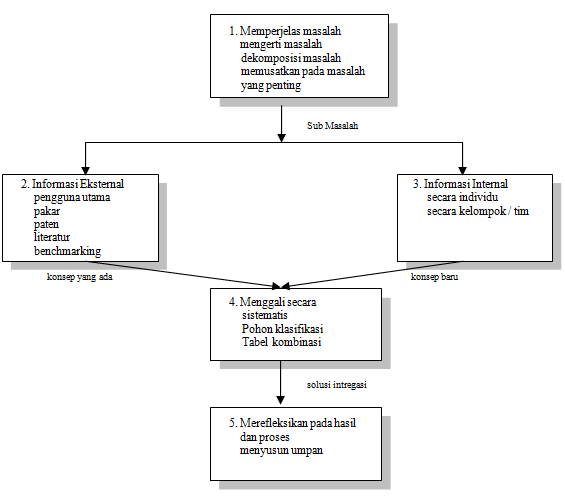 1. Memperjelas masalah
mengerti masalah
dekomposisi masalah
memusatkan pada masalah
yang penting
Sub Masalah
2. Informasi Eksternal
pengguna utama
pakar
paten
literatur
benchmarking
3. Informasi Internal
secara individu
secara kelompok / tim
konsep yang ada
konsep baru
4. Menggali secara
sistematis
Pohon klasifikasi
Tabel kombinasi
solusi intregasi
5. Merefleksikan pada hasil
dan proses
menyusun umpan